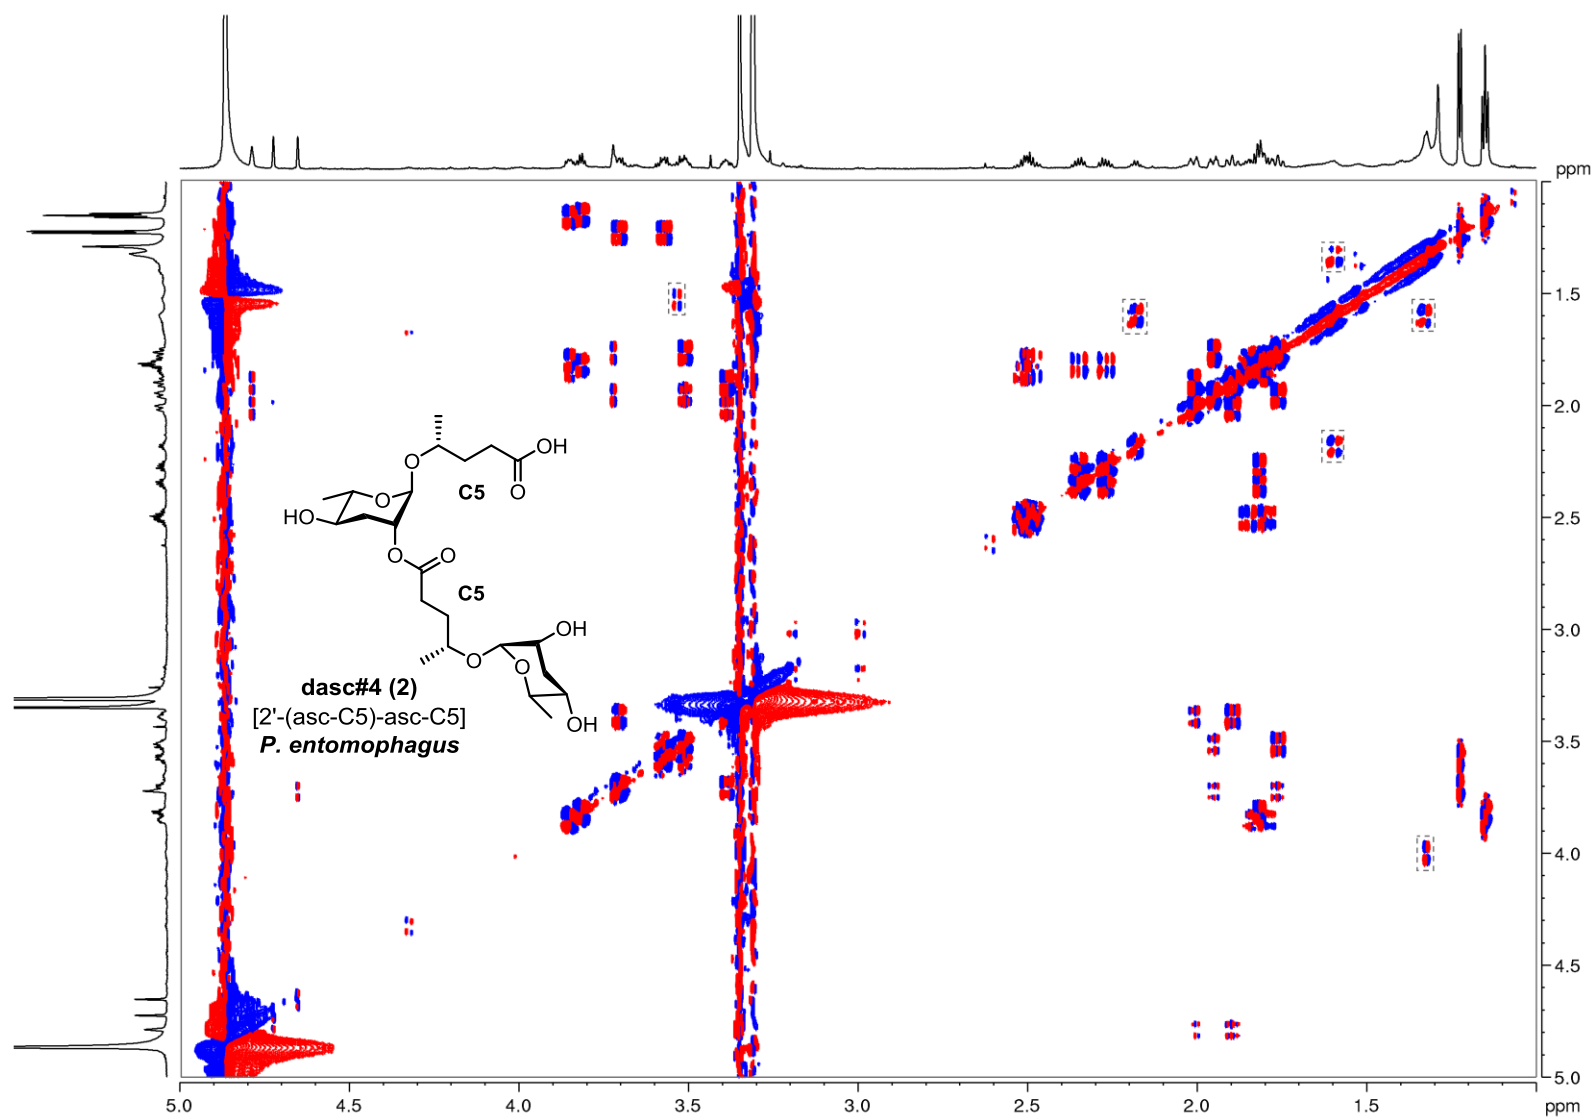 ppm
1.5
2.0
2.5
3.0
3.5
4.0
4.5
5.0
OH
O
O
C5
O
HO
O
O
C5
OH
O
O
OH
dasc#4 (2)
[2'-(asc-C5)-asc-C5]
P. entomophagus
5.0 4.5 4.0 3.5 3.0 2.5 2.0 1.5 ppm